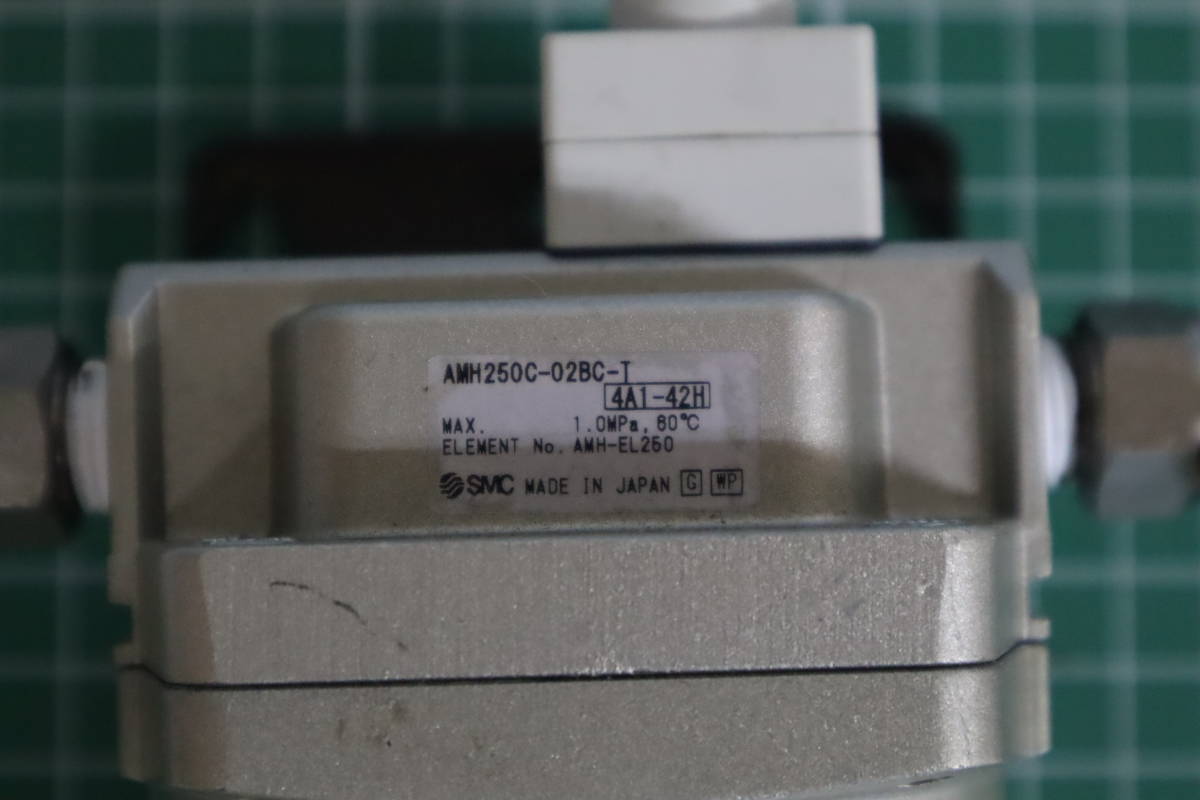 AMH250C-02BC-T
4A1-42H
MAX. 1.0MPa, 60℃
ELEMENT No. AMH-EL250
SMC MADE IN JAPAN G WP